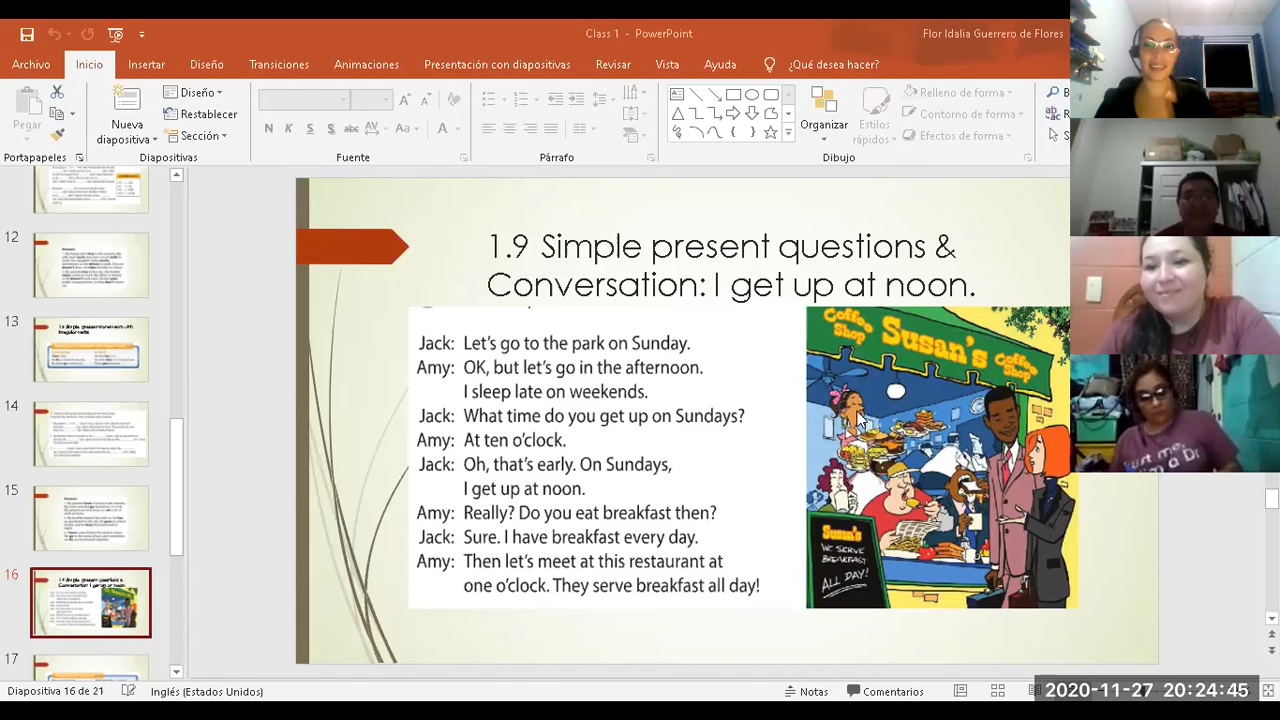 Class 1 - PowerPoint
Flor Idalia Guerrero de Flores
Archivo
Inicio
Insertar
Diseño
Transiciones
Animaciones
Presentación con diapositivas
Revisar
Vista
Ayuda
¿Qué desea hacer?
Pegar
Nueva
diapositiva
Diseño
Restablecer
Sección
N K S abc AV Aa A
Organizar
Estilos
rápidos
Relleno de forma
Contorno de forma
Efectos de forma
Portapapeles
Diapositivas
Fuente
Párrafo
Dibujo
12
13
14
15
16
17
1.9 Simple present questions &
Conversation: I get up at noon.
Jack: Let's go to the park on Sunday.
Amy: OK, but let's go in the afternoon.
I sleep late on weekends.
Jack: What time do you get up on Sundays?
Amy: At ten o'clock.
Jack: Oh, that's early. On Sundays,
I get up at noon.
Amy: Really? Do you eat breakfast then?
Jack: Sure. I have breakfast every day.
Amy: Then let's meet at this restaurant at
one o'clock. They serve breakfast all day
Coffee
Shop
Susan's
Coffee
Shop
Susan's
WE SERVE
BREAKFAST
ALL DAY!
Diapositiva 16 de 21
Inglés (Estados Unidos)
Notas
Comentarios
2020-11-27 20:24:45